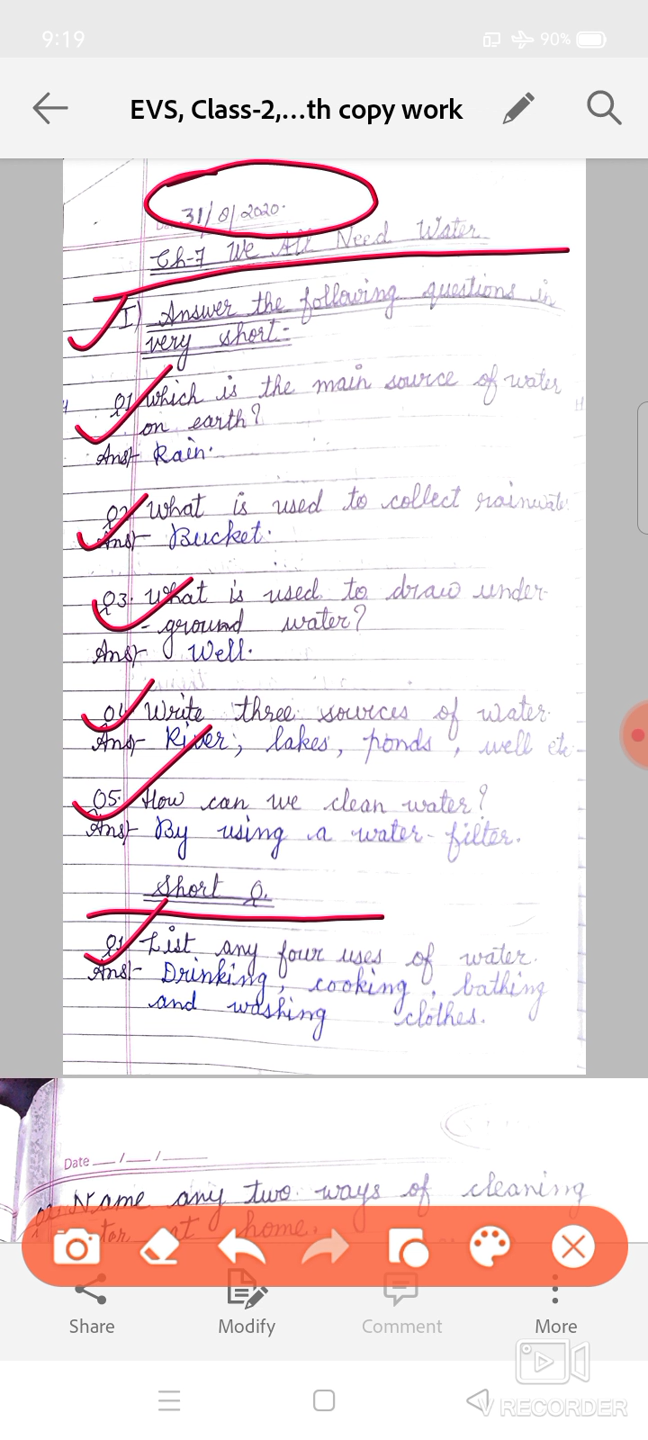 9:19
90%
EVS, Class-2,...th copy work
31/8/2020.
Ch-7 We All Need Water
I) Answer the following questions in
very short:-
Q1 Which is the main source of water
on earth?
Ans:- Rain.
Q2 What is used to collect rainwate
Ans:- Bucket.
Q3. What is used to draw under-
- ground water?
Ans:- Well.
Q4 Write three sources of water.
Ans:- River, lakes, ponds, well etc
Q5. How can we clean water?
Ans:- By using a water-filter.
Short Q.
Q1 List any four uses of water.
Ans:- Drinking, cooking, bathing
and washing clothes.
Date __/__/____
Name any two ways of cleaning
at home.
Share
Modify
Comment
More
V RECORDER